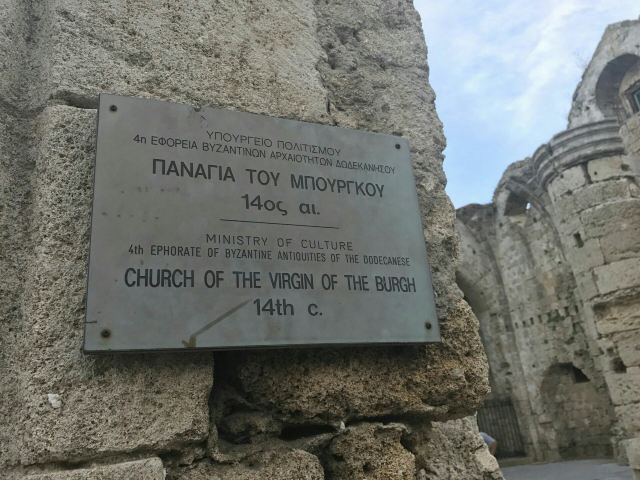 ΥΠΟΥΡΓΕΙΟ ΠΟΛΙΤΙΣΜΟΥ
4η ΕΦΟΡΕΙΑ ΒΥΖΑΝΤΙΝΩΝ ΑΡΧΑΙΟΤΗΤΩΝ ΔΩΔΕΚΑΝΗΣΟΥ
ΠΑΝΑΓΙΑ ΤΟΥ ΜΠΟΥΡΓΚΟΥ
14ος αι.
MINISTRY OF CULTURE
4th EPHORATE OF BYZANTINE ANTIQUITIES OF THE DODECANESE
CHURCH OF THE VIRGIN OF THE BURGH
14th c.